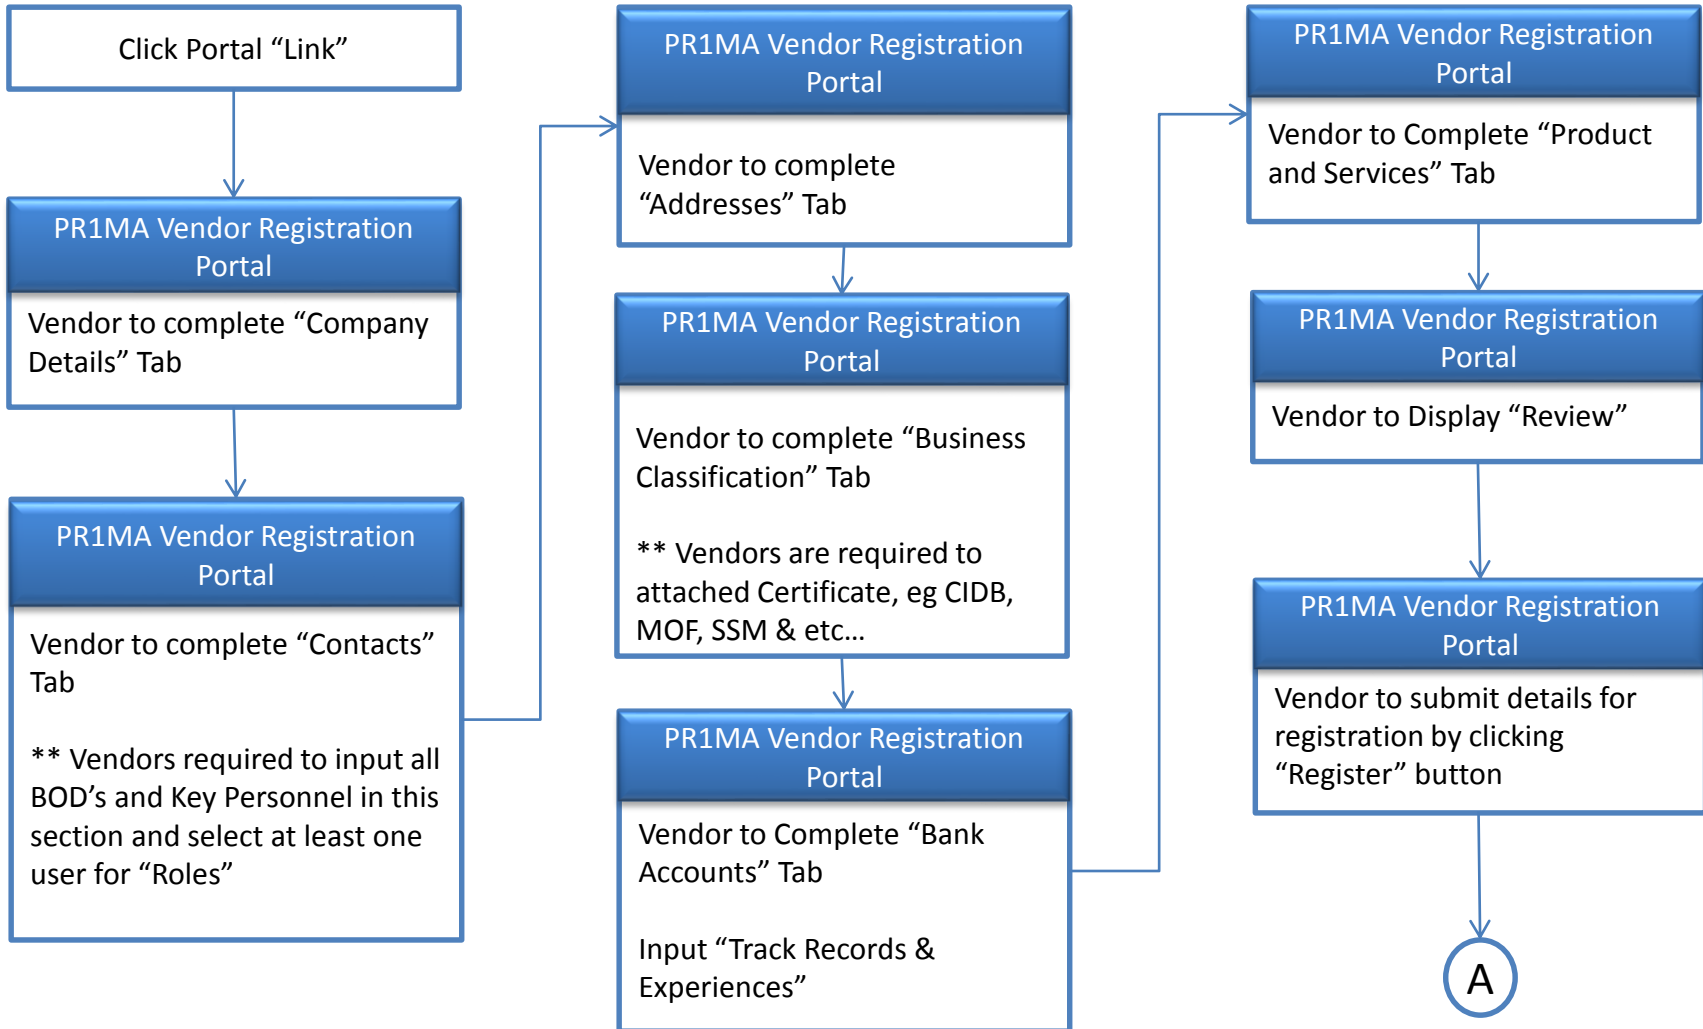 Click Portal “Link”
PR1MA Vendor Registration
Portal
Vendor to complete “Company
Details” Tab
PR1MA Vendor Registration
Portal
Vendor to complete “Contacts”
Tab
** Vendors required to input all
BOD’s and Key Personnel in this
section and select at least one
user for “Roles”
PR1MA Vendor Registration
Portal
Vendor to complete
“Addresses” Tab
PR1MA Vendor Registration
Portal
Vendor to complete “Business
Classification” Tab
** Vendors are required to
attached Certificate, eg CIDB,
MOF, SSM & etc…
PR1MA Vendor Registration
Portal
Vendor to Complete “Bank
Accounts” Tab
Input “Track Records &
Experiences”
PR1MA Vendor Registration
Portal
Vendor to Complete “Product
and Services” Tab
PR1MA Vendor Registration
Portal
Vendor to Display “Review”
PR1MA Vendor Registration
Portal
Vendor to submit details for
registration by clicking
“Register” button
A